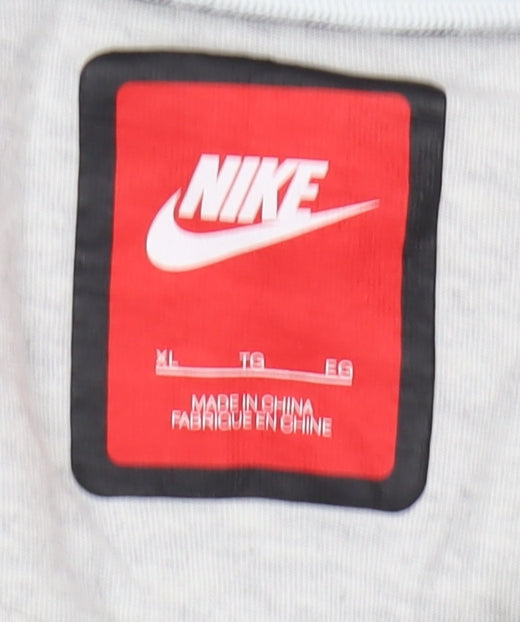 NIKE
XL TG EG
MADE IN CHINA
FABRIQUE EN CHINE